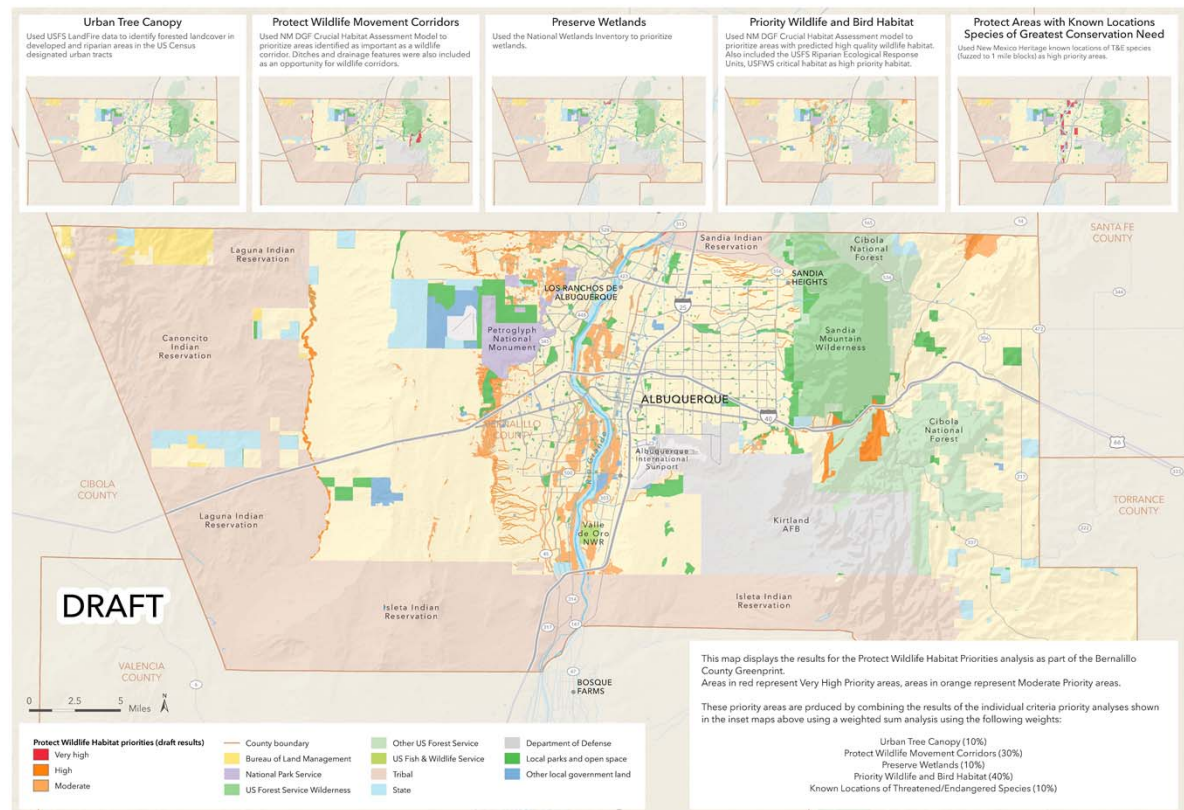 Urban Tree Canopy
Used USFS LandFire data to identify forested landcover in
developed and riparian areas in the US Census
designated urban tracts
Protect Wildlife Movement Corridors
Used NM DGF Crucial Habitat Assessment Model to
prioritize areas identified as important as a wildlife
corridor. Ditches and drainage features were also included
as an opportunity for wildlife corridors.
Preserve Wetlands
Used the National Wetlands Inventory to prioritize
wetlands.
Priority Wildlife and Bird Habitat
Used NM DGF Crucial Habitat Assessment model to
prioritize areas with predicted high quality wildlife habitat.
Also included the USFS Riparian Ecological Response
Units, USFWS critical habitat as high priority habitat.
Protect Areas with Known Locations
Species of Greatest Conservation Need
Used New Mexico Heritage known locations of T&E species
(fuzzed to 1 mile blocks) as high priority areas.
SANTA FE
COUNTY
Laguna Indian
Reservation
Sandia Indian
Reservation
Cibola
National
Forest
SANDIA
HEIGHTS
LOS RANCHOS DE
ALBUQUERQUE
25
Petroglyph
National
Monument
Sandia
Mountain
Wilderness
Canoncito
Indian
Reservation
ALBUQUERQUE
40
BERNALILLO
COUNTY
Cibola
National
Forest
66
Albuquerque
International
Sunport
Rio Grande
CIBOLA
COUNTY
TORRANCE
COUNTY
Laguna Indian
Reservation
Kirtland
AFB
Valle
de Oro
NWR
DRAFT
Isleta Indian
Reservation
Isleta Indian
Reservation
VALENCIA
COUNTY
BOSQUE
FARMS
0 2.5 5
Miles
N
This map displays the results for the Protect Wildlife Habitat Priorities analysis as part of the Bernalillo
County Greenprint.
Areas in red represent Very High Priority areas, areas in orange represent Moderate Priority areas.
These priority areas are prduced by combining the results of the individual criteria priority analyses shown
in the inset maps above using a weighted sum analysis using the following weights:
Urban Tree Canopy (10%)
Protect Wildlife Movement Corridors (30%)
Preserve Wetlands (10%)
Priority Wildlife and Bird Habitat (40%)
Known Locations of Threatened/Endangered Species (10%)
Protect Wildlife Habitat priorities (draft results)
Very high
High
Moderate
County boundary
Bureau of Land Management
National Park Service
US Forest Service Wilderness
Other US Forest Service
US Fish & Wildlife Service
Tribal
State
Department of Defense
Local parks and open space
Other local government land